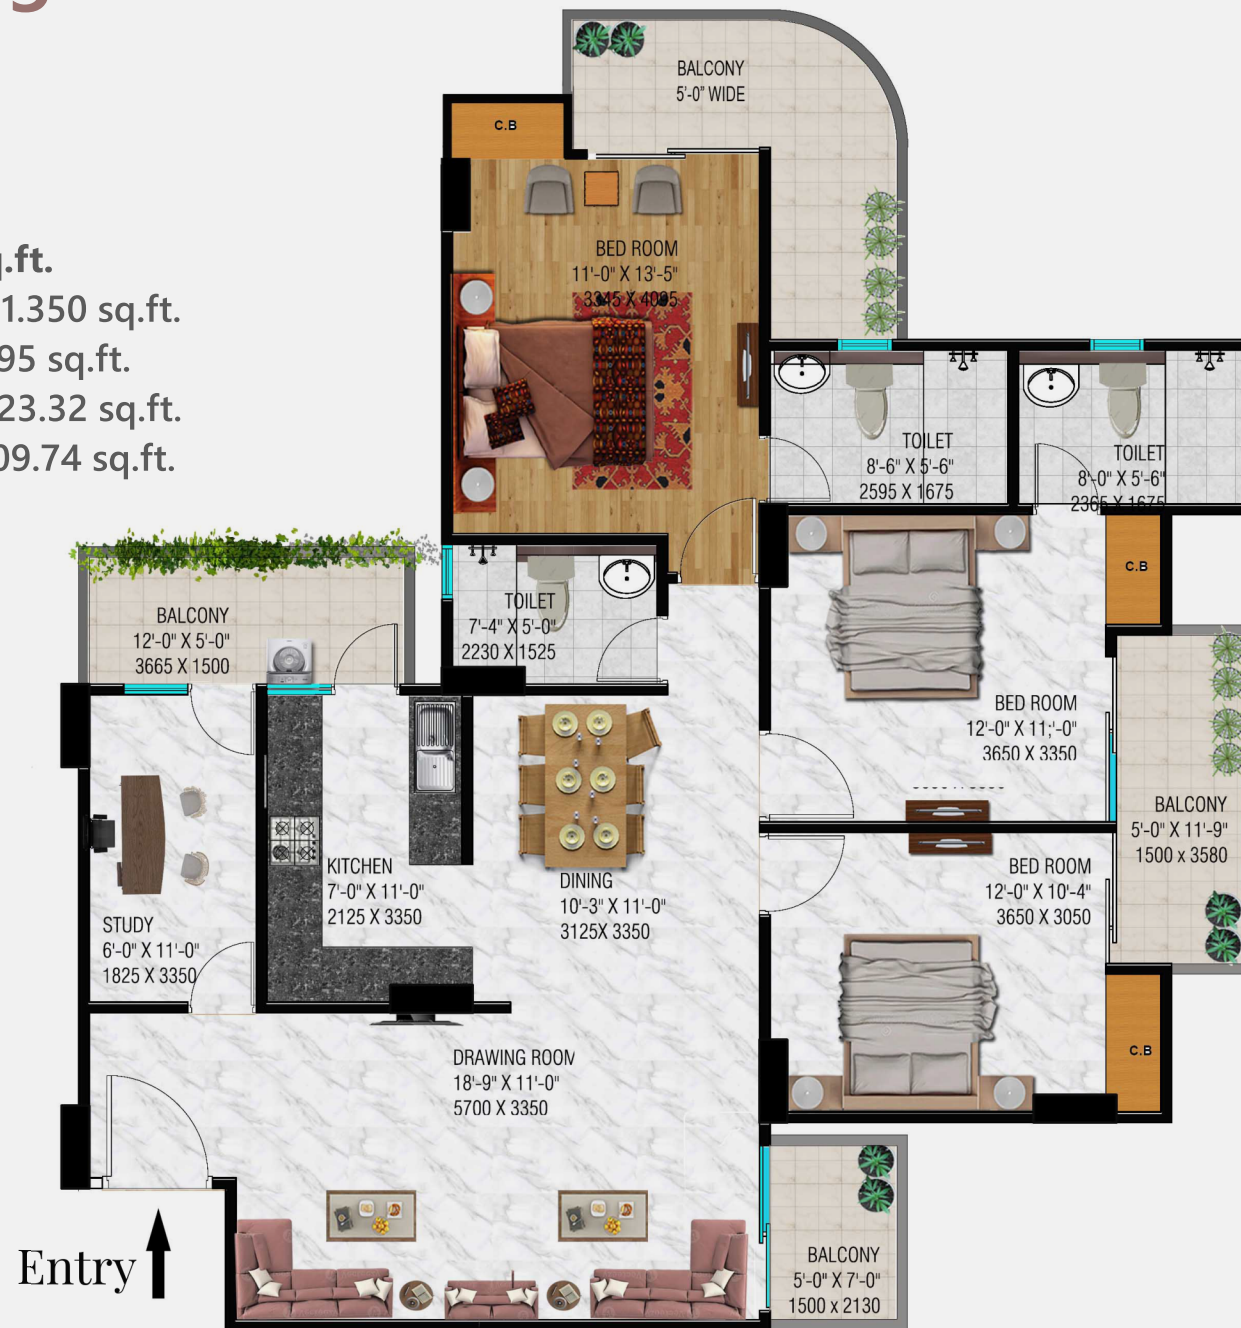 g
q.ft.
1.350 sq.ft.
95 sq.ft.
23.32 sq.ft.
09.74 sq.ft.
BALCONY
5'-0" WIDE
C.B
BED ROOM
11'-0" X 13'-5"
3345 X 4095
TOILET
8'-6" X 5'-6"
2595 X 1675
TOILET
8'-0" X 5'-6"
2365 X 1675
C.B
BALCONY
12'-0" X 5'-0"
3665 X 1500
TOILET
7'-4" X 5'-0"
2230 X 1525
BED ROOM
12'-0" X 11;'-0"
3650 X 3350
BALCONY
5'-0" X 11'-9"
1500 x 3580
KITCHEN
7'-0" X 11'-0"
2125 X 3350
DINING
10'-3" X 11'-0"
3125X 3350
BED ROOM
12'-0" X 10'-4"
3650 X 3050
STUDY
6'-0" X 11'-0"
1825 X 3350
C.B
DRAWING ROOM
18'-9" X 11'-0"
5700 X 3350
Entry
BALCONY
5'-0" X 7'-0"
1500 x 2130